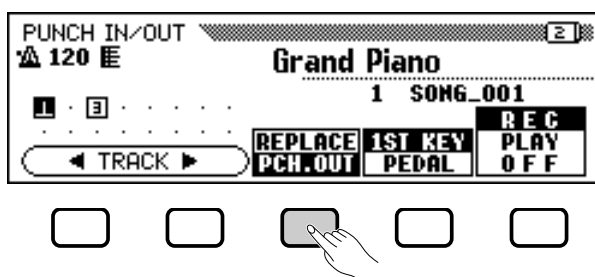 PUNCH IN/OUT 2
120
Grand Piano
1 SONG_001
1 · 3 · · · · ·
REC
REPLACE 1ST KEY PLAY
◀ TRACK ▶ PCH.OUT PEDAL OFF